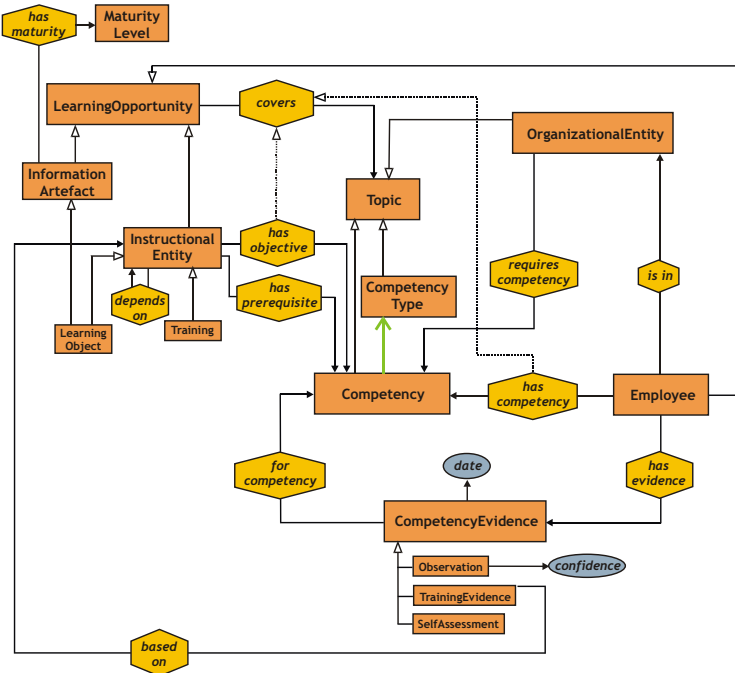 has
maturity
Maturity
Level
LearningOpportunity
covers
OrganizationalEntity
Information
Artefact
Topic
Instructional
Entity
has
objective
requires
competency
is in
has
prerequisite
Competency
Type
depends
on
Learning
Object
Training
Competency
has
competency
Employee
for
competency
date
has
evidence
CompetencyEvidence
Observation
confidence
TrainingEvidence
SelfAssessment
based
on